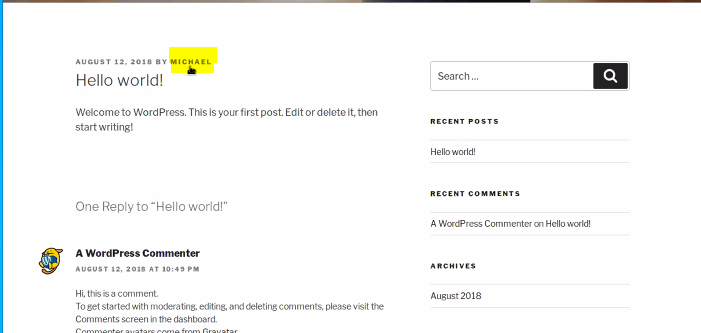 AUGUST 12, 2018 BY MICHAEL
Hello world!
Welcome to WordPress. This is your first post. Edit or delete it, then
start writing!
One Reply to “Hello world!”
A WordPress Commenter
AUGUST 12, 2018 AT 10:49 PM
Hi, this is a comment.
To get started with moderating, editing, and deleting comments, please visit the
Comments screen in the dashboard.
Commenter avatars come from Gravatar.
Search …
RECENT POSTS
Hello world!
RECENT COMMENTS
A WordPress Commenter on Hello world!
ARCHIVES
August 2018